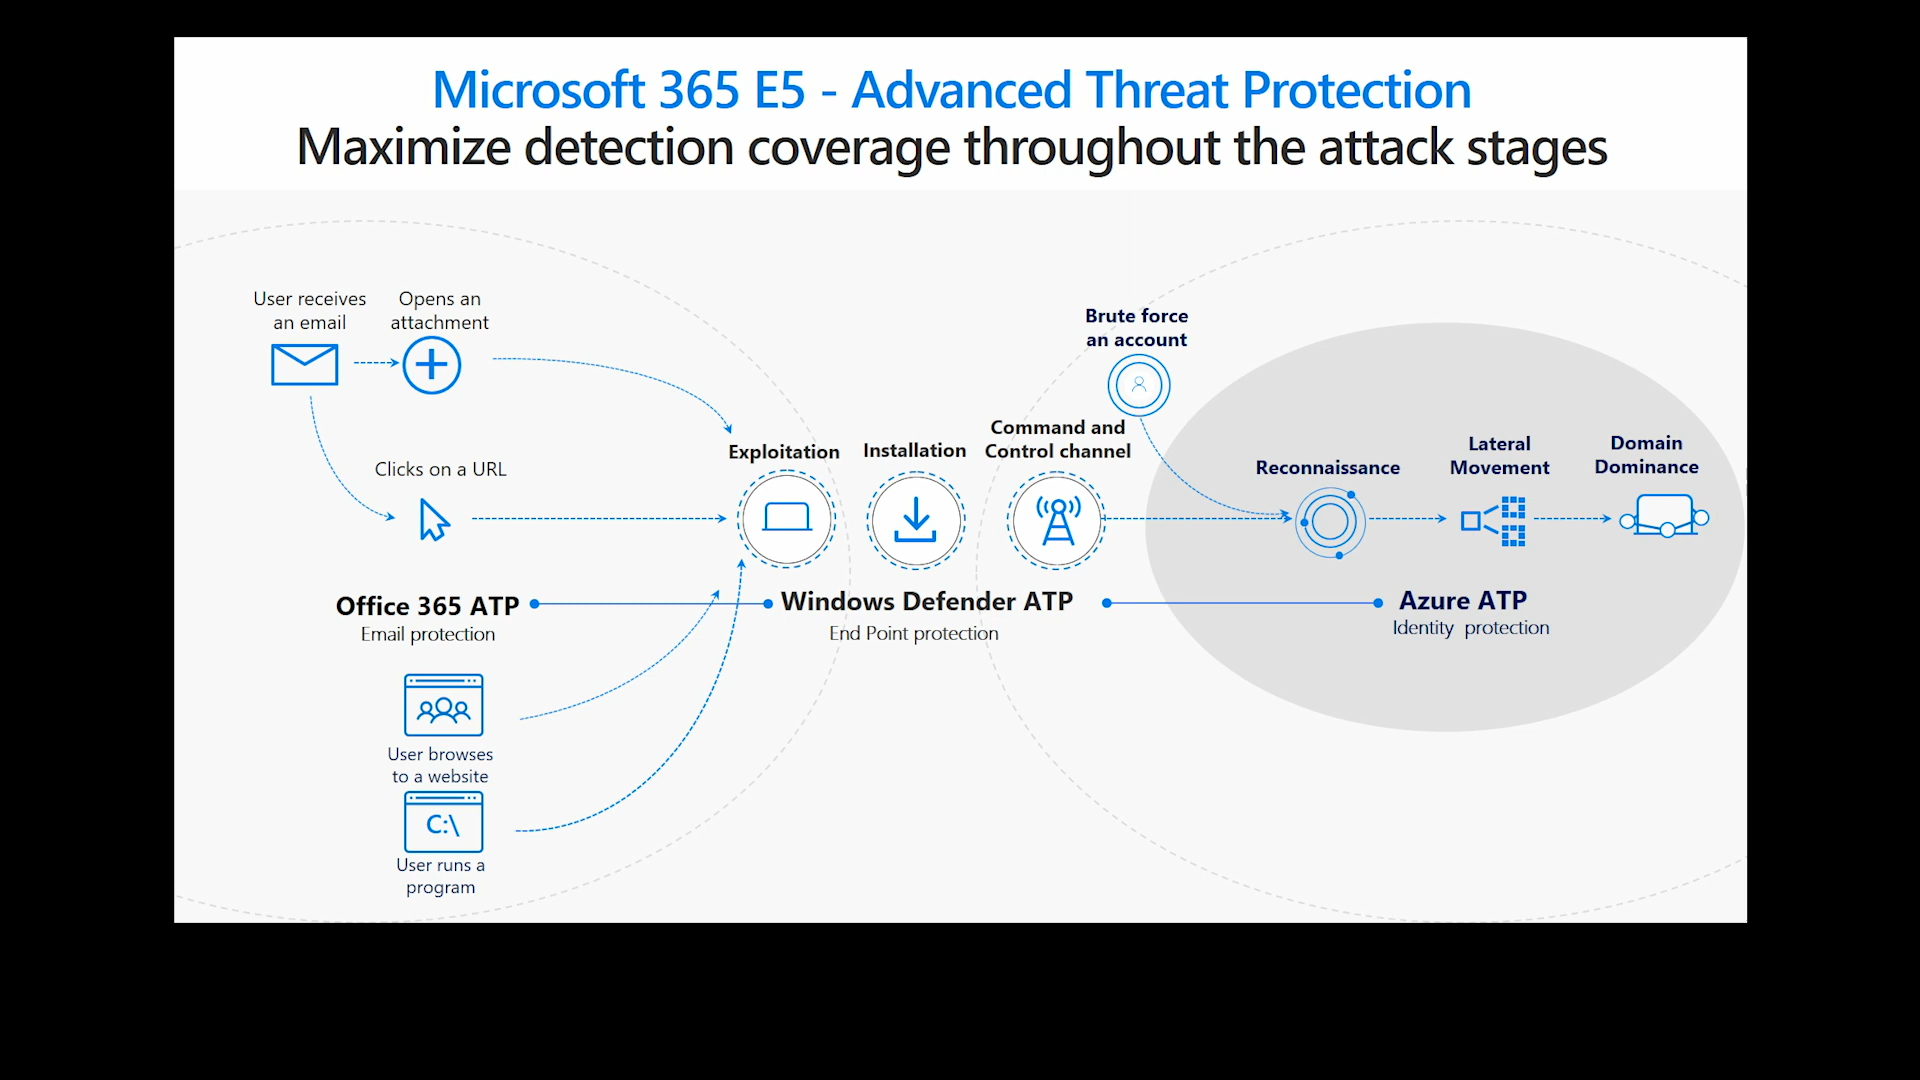 Microsoft 365 E5 - Advanced Threat Protection
Maximize detection coverage throughout the attack stages
User receives
an email
Opens an
attachment
Clicks on a URL
Brute force
an account
Exploitation
Installation
Command and
Control channel
Reconnaissance
Lateral
Movement
Domain
Dominance
Office 365 ATP
Email protection
Windows Defender ATP
End Point protection
Azure ATP
Identity protection
User browses
to a website
C:\
User runs a
program